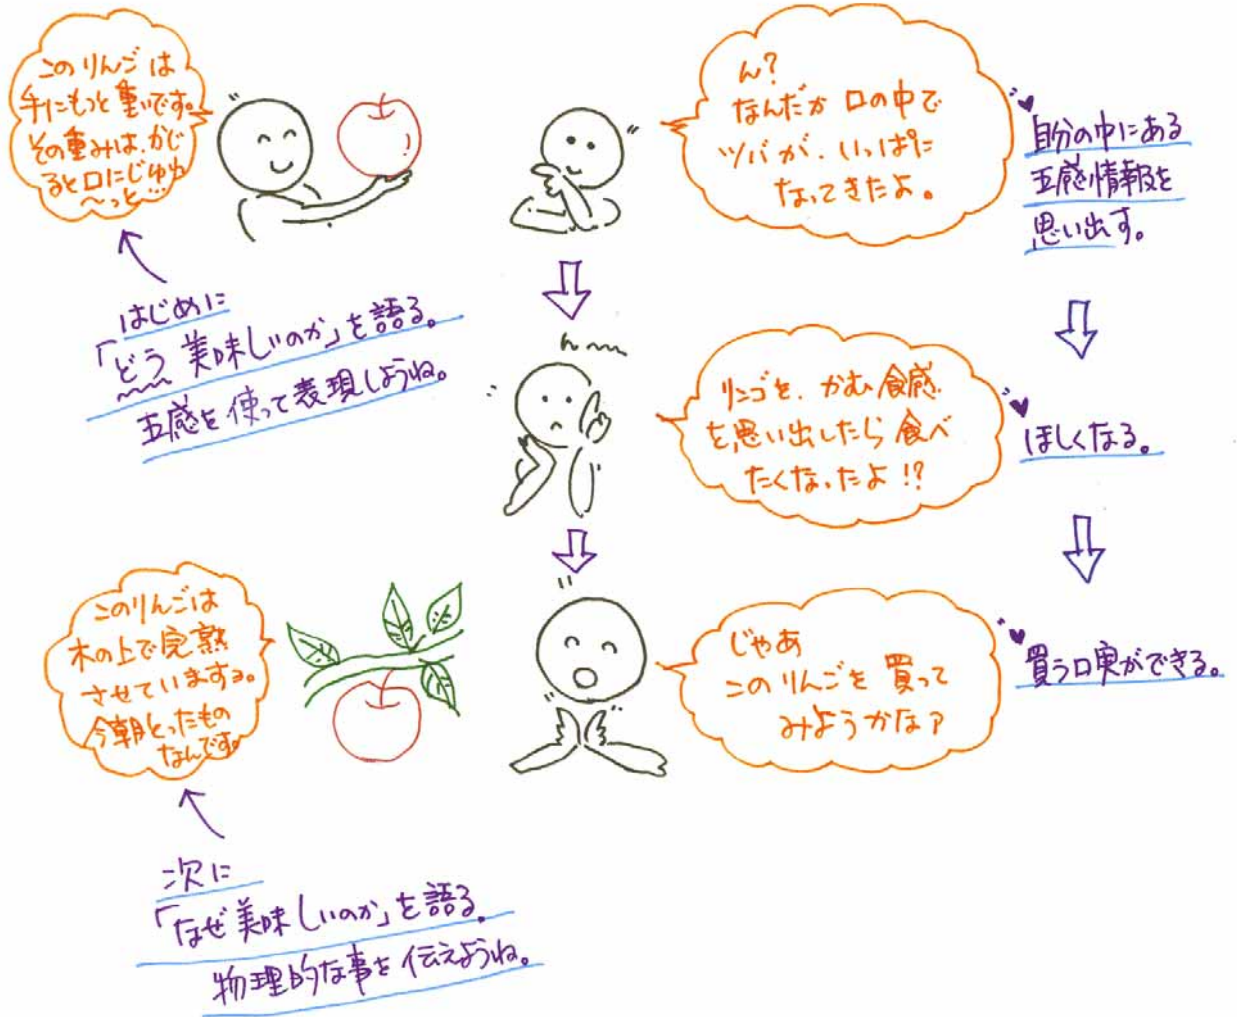 このりんごは
手にもつと重いです。
その重みは、かじ
ると口にじゅわ
〜っと…
はじめに
「どう美味しいのか」を語る。
五感を使って表現しようね。
ん?
なんだか口の中で
ツバが、いっぱいに
なってきたよ。
自分の中にある
五感情報を
思い出す。
ん〜
リンゴを、かむ食感
を思い出したら食べ
たくなったよ!?
ほしくなる。
このりんごは
木の上で完熟
させていますョ。
今朝とったもの
なんです。
じゃあ
このりんごを買って
みようかなァ
買う口実ができる。
次に
「なぜ美味しいのか」を語る。
物理的な事を伝えようね。